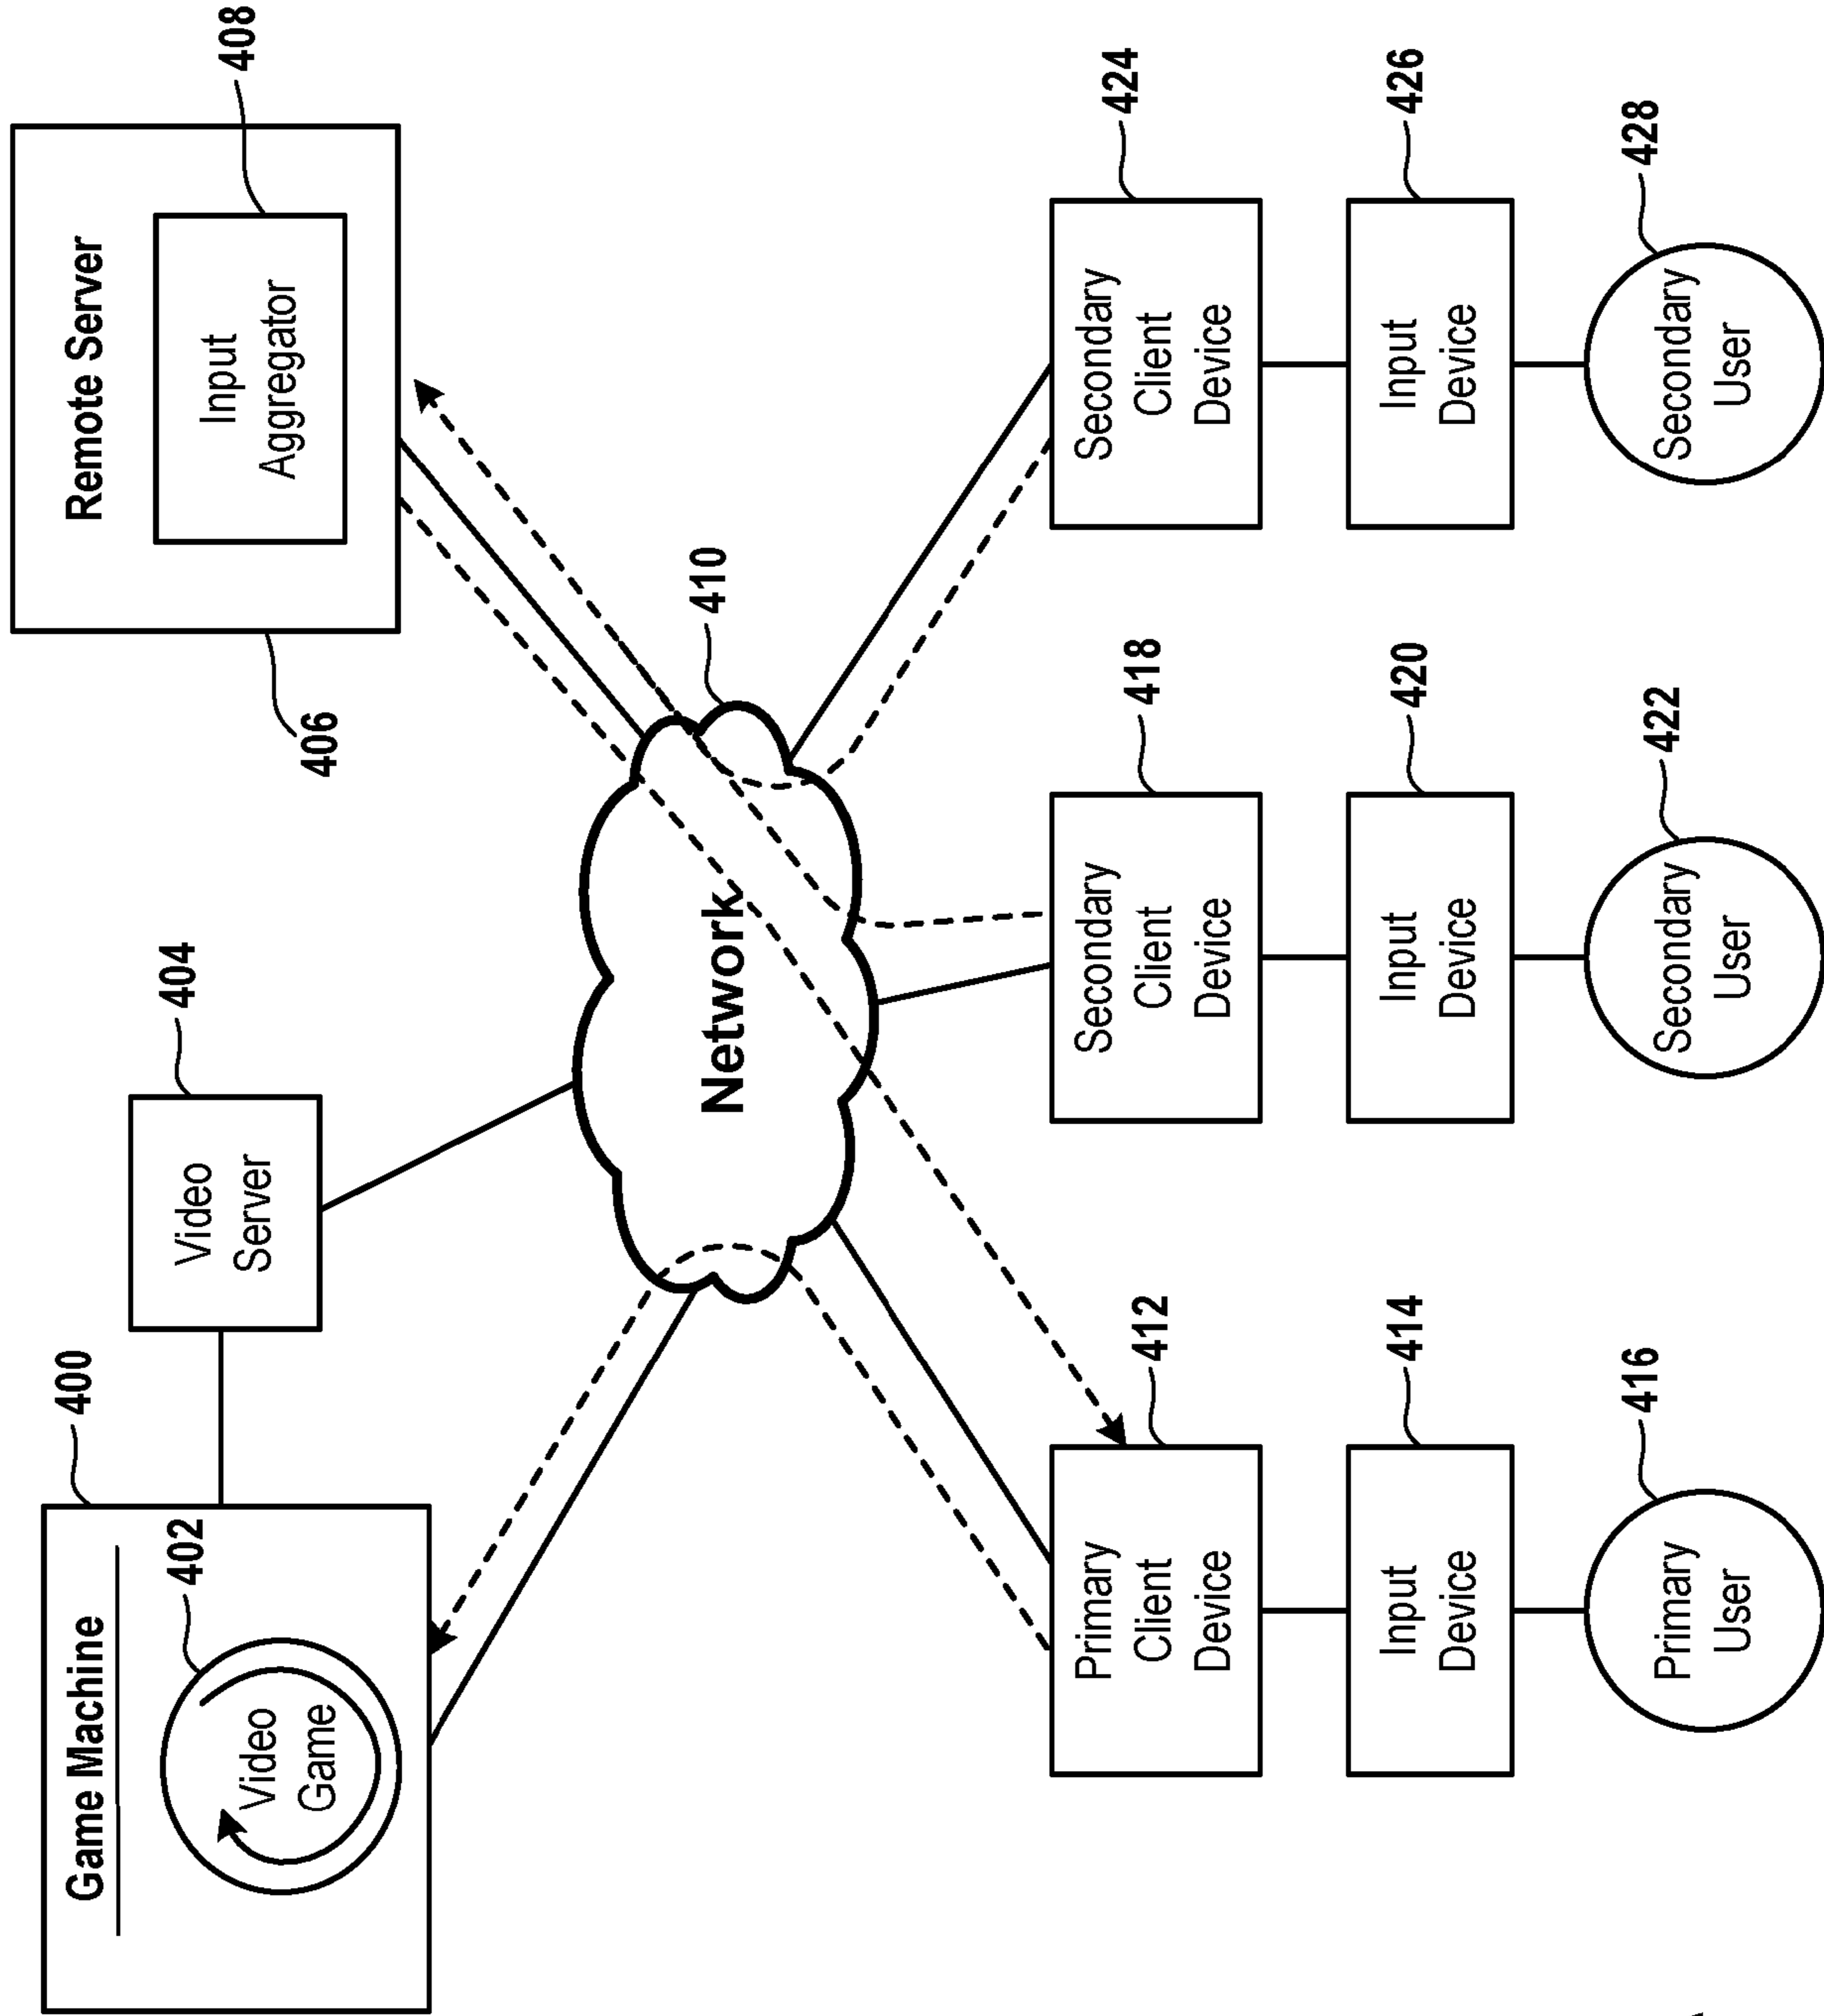 Game Machine
400
402
Video
Game
Video
Server
404
Remote Server
406
Input
Aggregator
408
Network
410
Primary
Client
Device
412
Input
Device
414
Primary
User
416
Secondary
Client
Device
418
Input
Device
420
Secondary
User
422
Secondary
Client
Device
424
Input
Device
426
Secondary
User
428